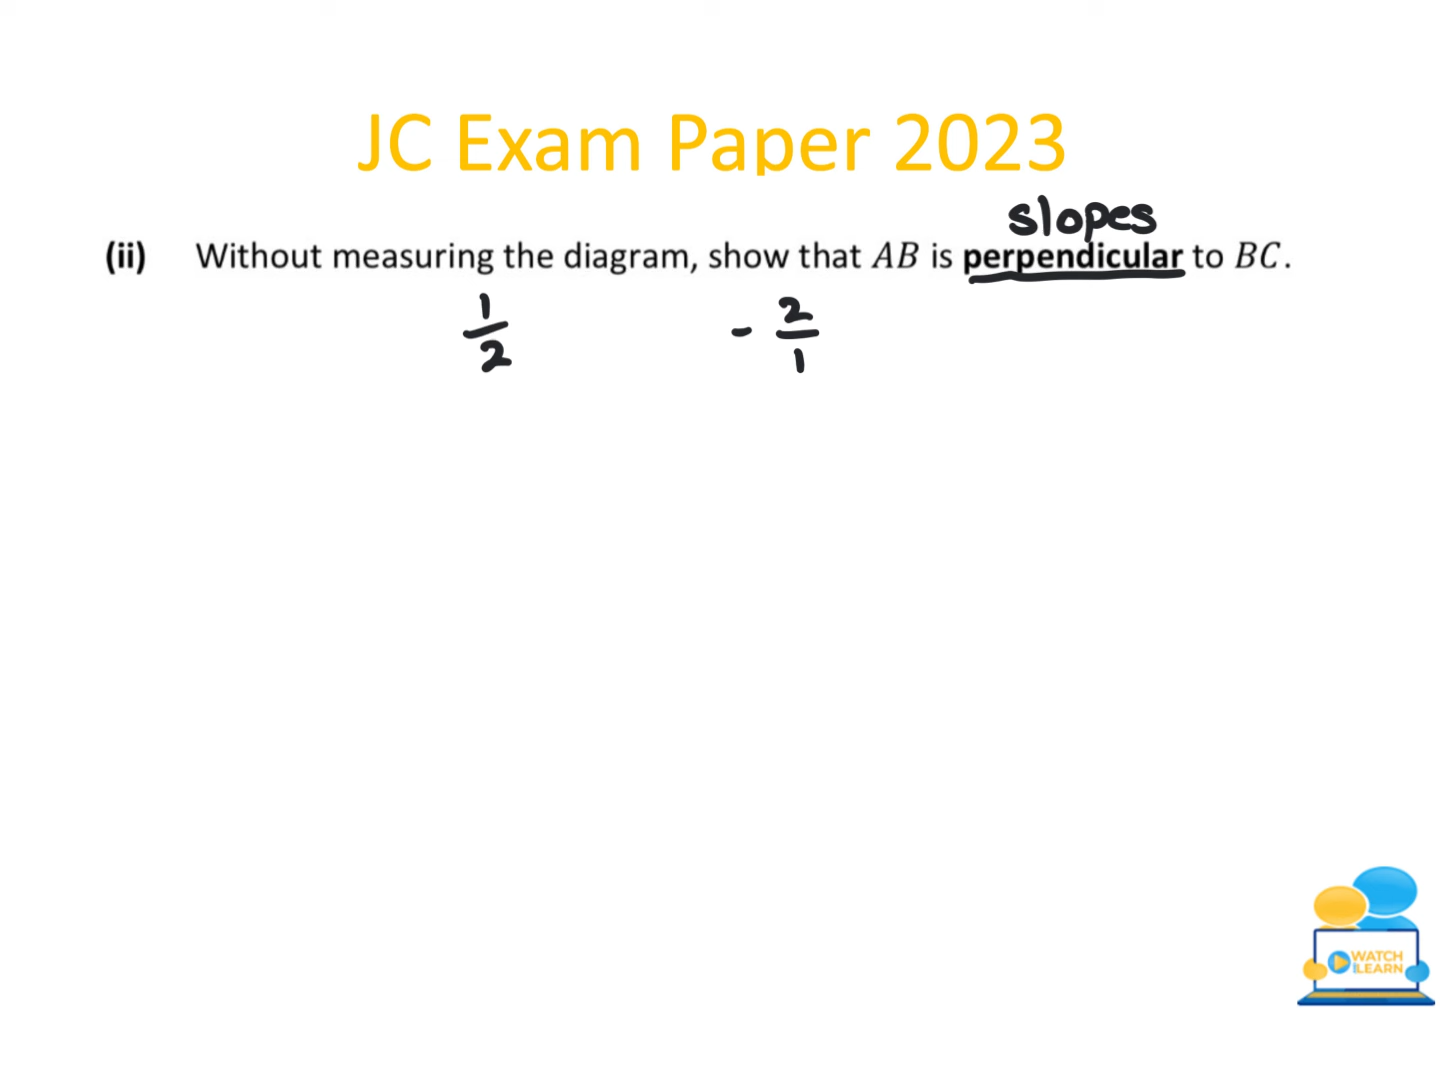 JC Exam Paper 2023
slopes
(ii) Without measuring the diagram, show that AB is perpendicular to BC.
1/2 - 2/1
WATCH
LEARN